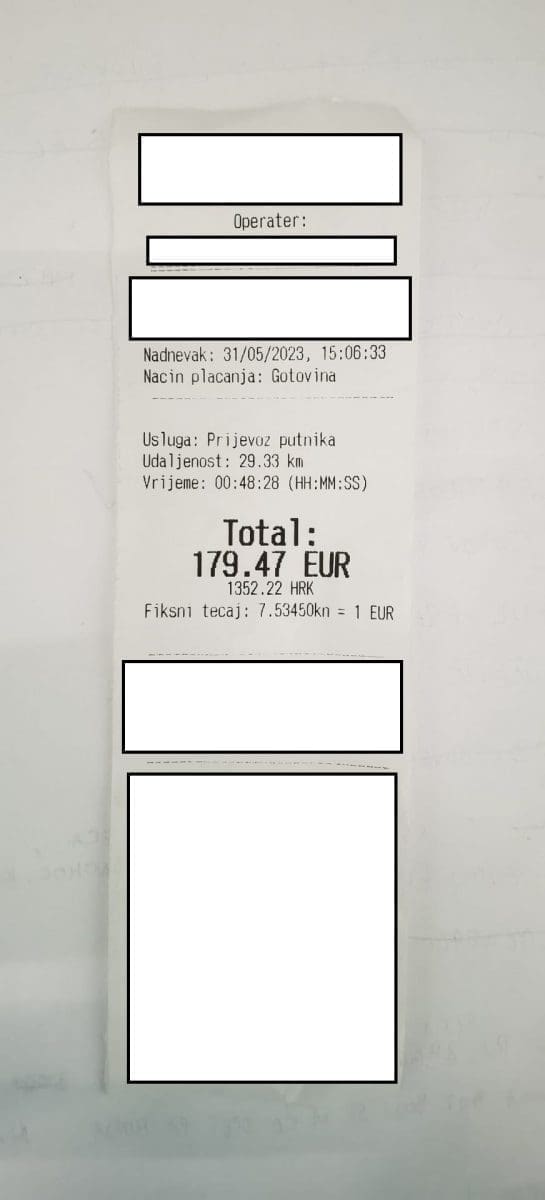 Operater:
Nadnevak: 31/05/2023, 15:06:33
Nacin placanja: Gotovina
Usluga: Prijevoz putnika
Udaljenost: 29.33 km
Vrijeme: 00:48:28 (HH:MM:SS)
Total:
179.47 EUR
1352.22 HRK
Fiksni tecaj: 7.53450kn = 1 EUR